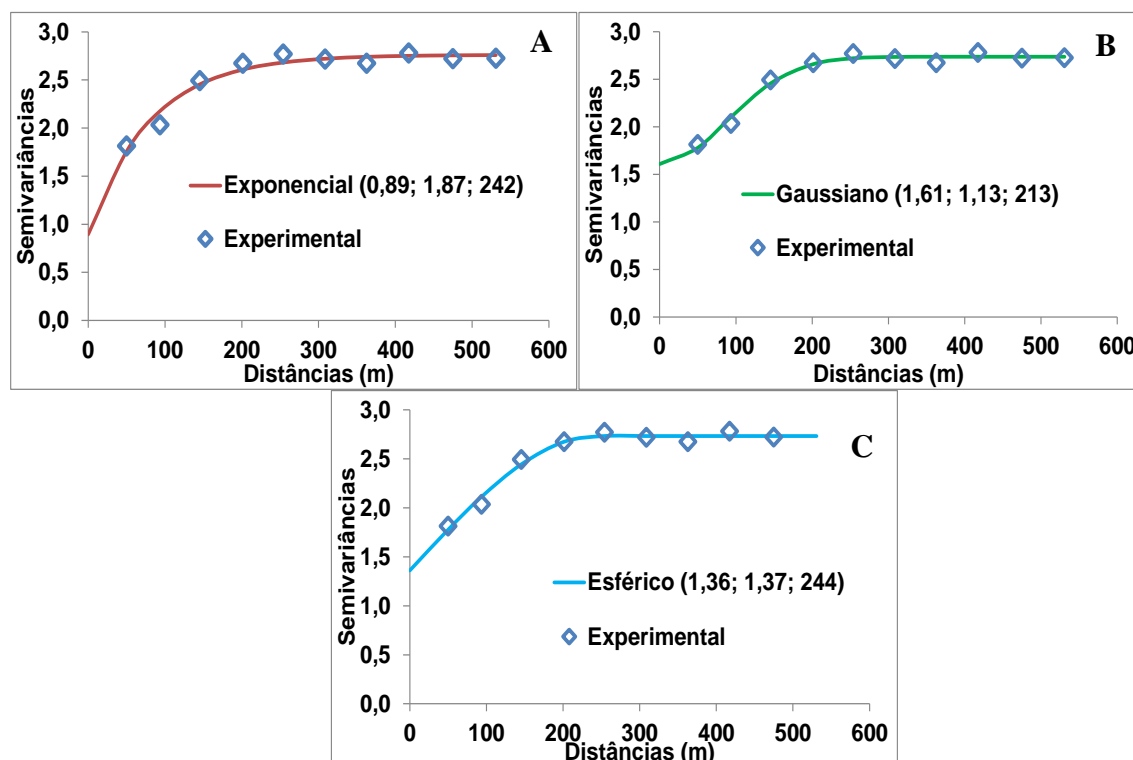 A
Semivariâncias
3,0
2,5
2,0
1,5
1,0
0,5
0,0
Exponencial (0,89; 1,87; 242)
Experimental
0 100 200 300 400 500 600
Distâncias (m)
B
Semivariâncias
3,0
2,5
2,0
1,5
1,0
0,5
0,0
Gaussiano (1,61; 1,13; 213)
Experimental
0 100 200 300 400 500 600
Distâncias (m)
C
Semivariâncias
3,0
2,5
2,0
1,5
1,0
0,5
0,0
Esférico (1,36; 1,37; 244)
Experimental
0 100 200 300 400 500 600
Distâncias (m)